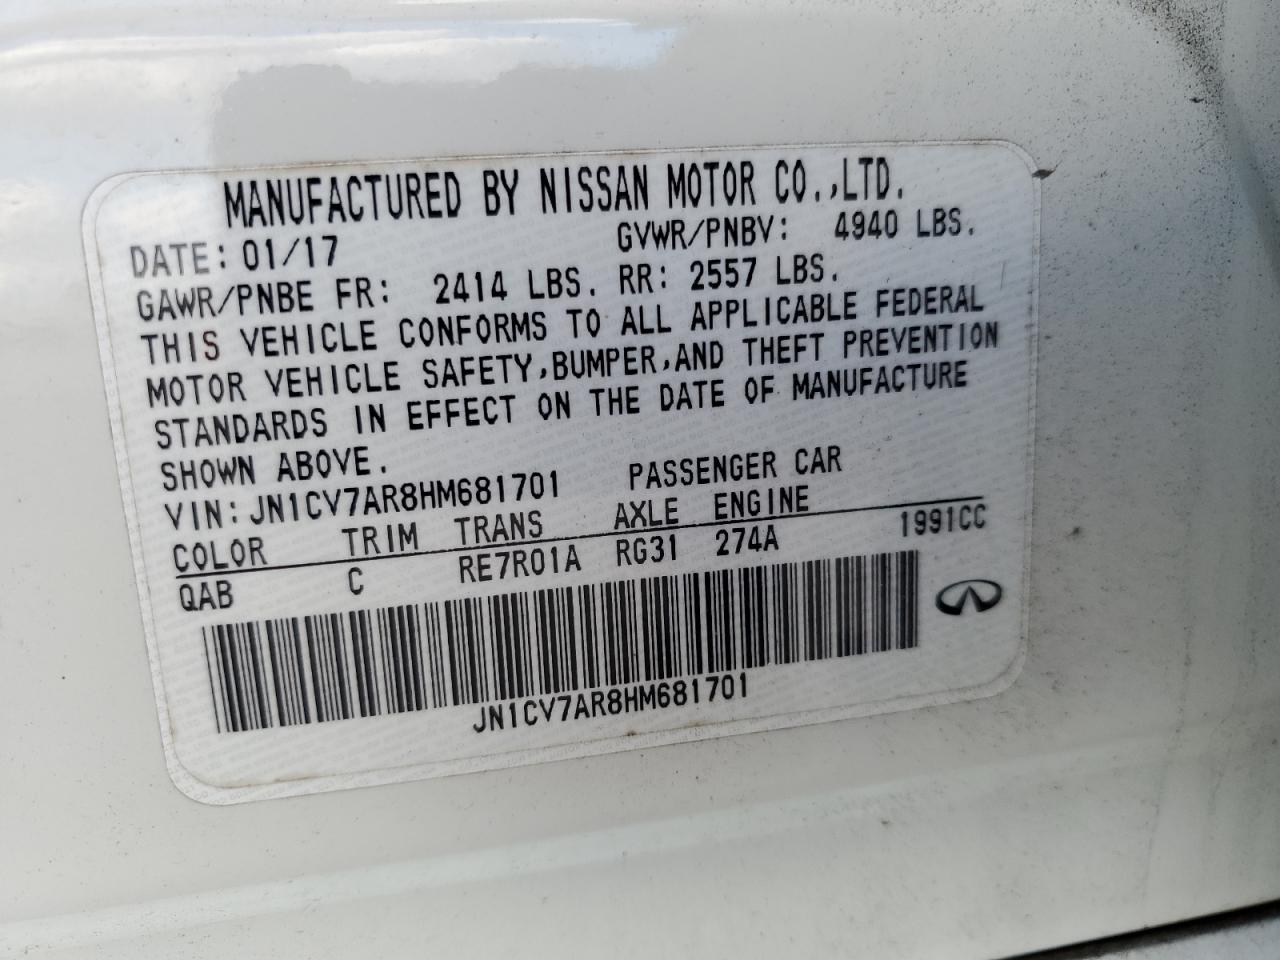 MANUFACTURED BY NISSAN MOTOR CO.,LTD.
DATE: 01/17 GVWR/PNBV: 4940 LBS.
GAWR/PNBE FR: 2414 LBS. RR: 2557 LBS.
THIS VEHICLE CONFORMS TO ALL APPLICABLE FEDERAL
MOTOR VEHICLE SAFETY,BUMPER,AND THEFT PREVENTION
STANDARDS IN EFFECT ON THE DATE OF MANUFACTURE
SHOWN ABOVE.
VIN: JN1CV7AR8HM681701 PASSENGER CAR
COLOR TRIM TRANS AXLE ENGINE
QAB C RE7R01A RG31 274A 1991CC
JN1CV7AR8HM681701